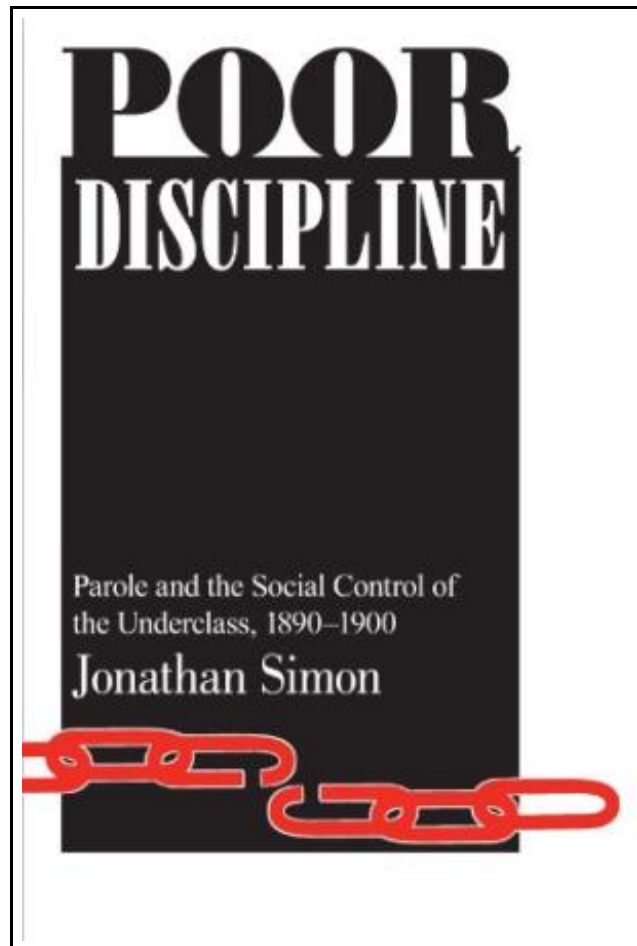 POOR
DISCIPLINE
Parole and the Social Control of
the Underclass, 1890–1900
Jonathan Simon